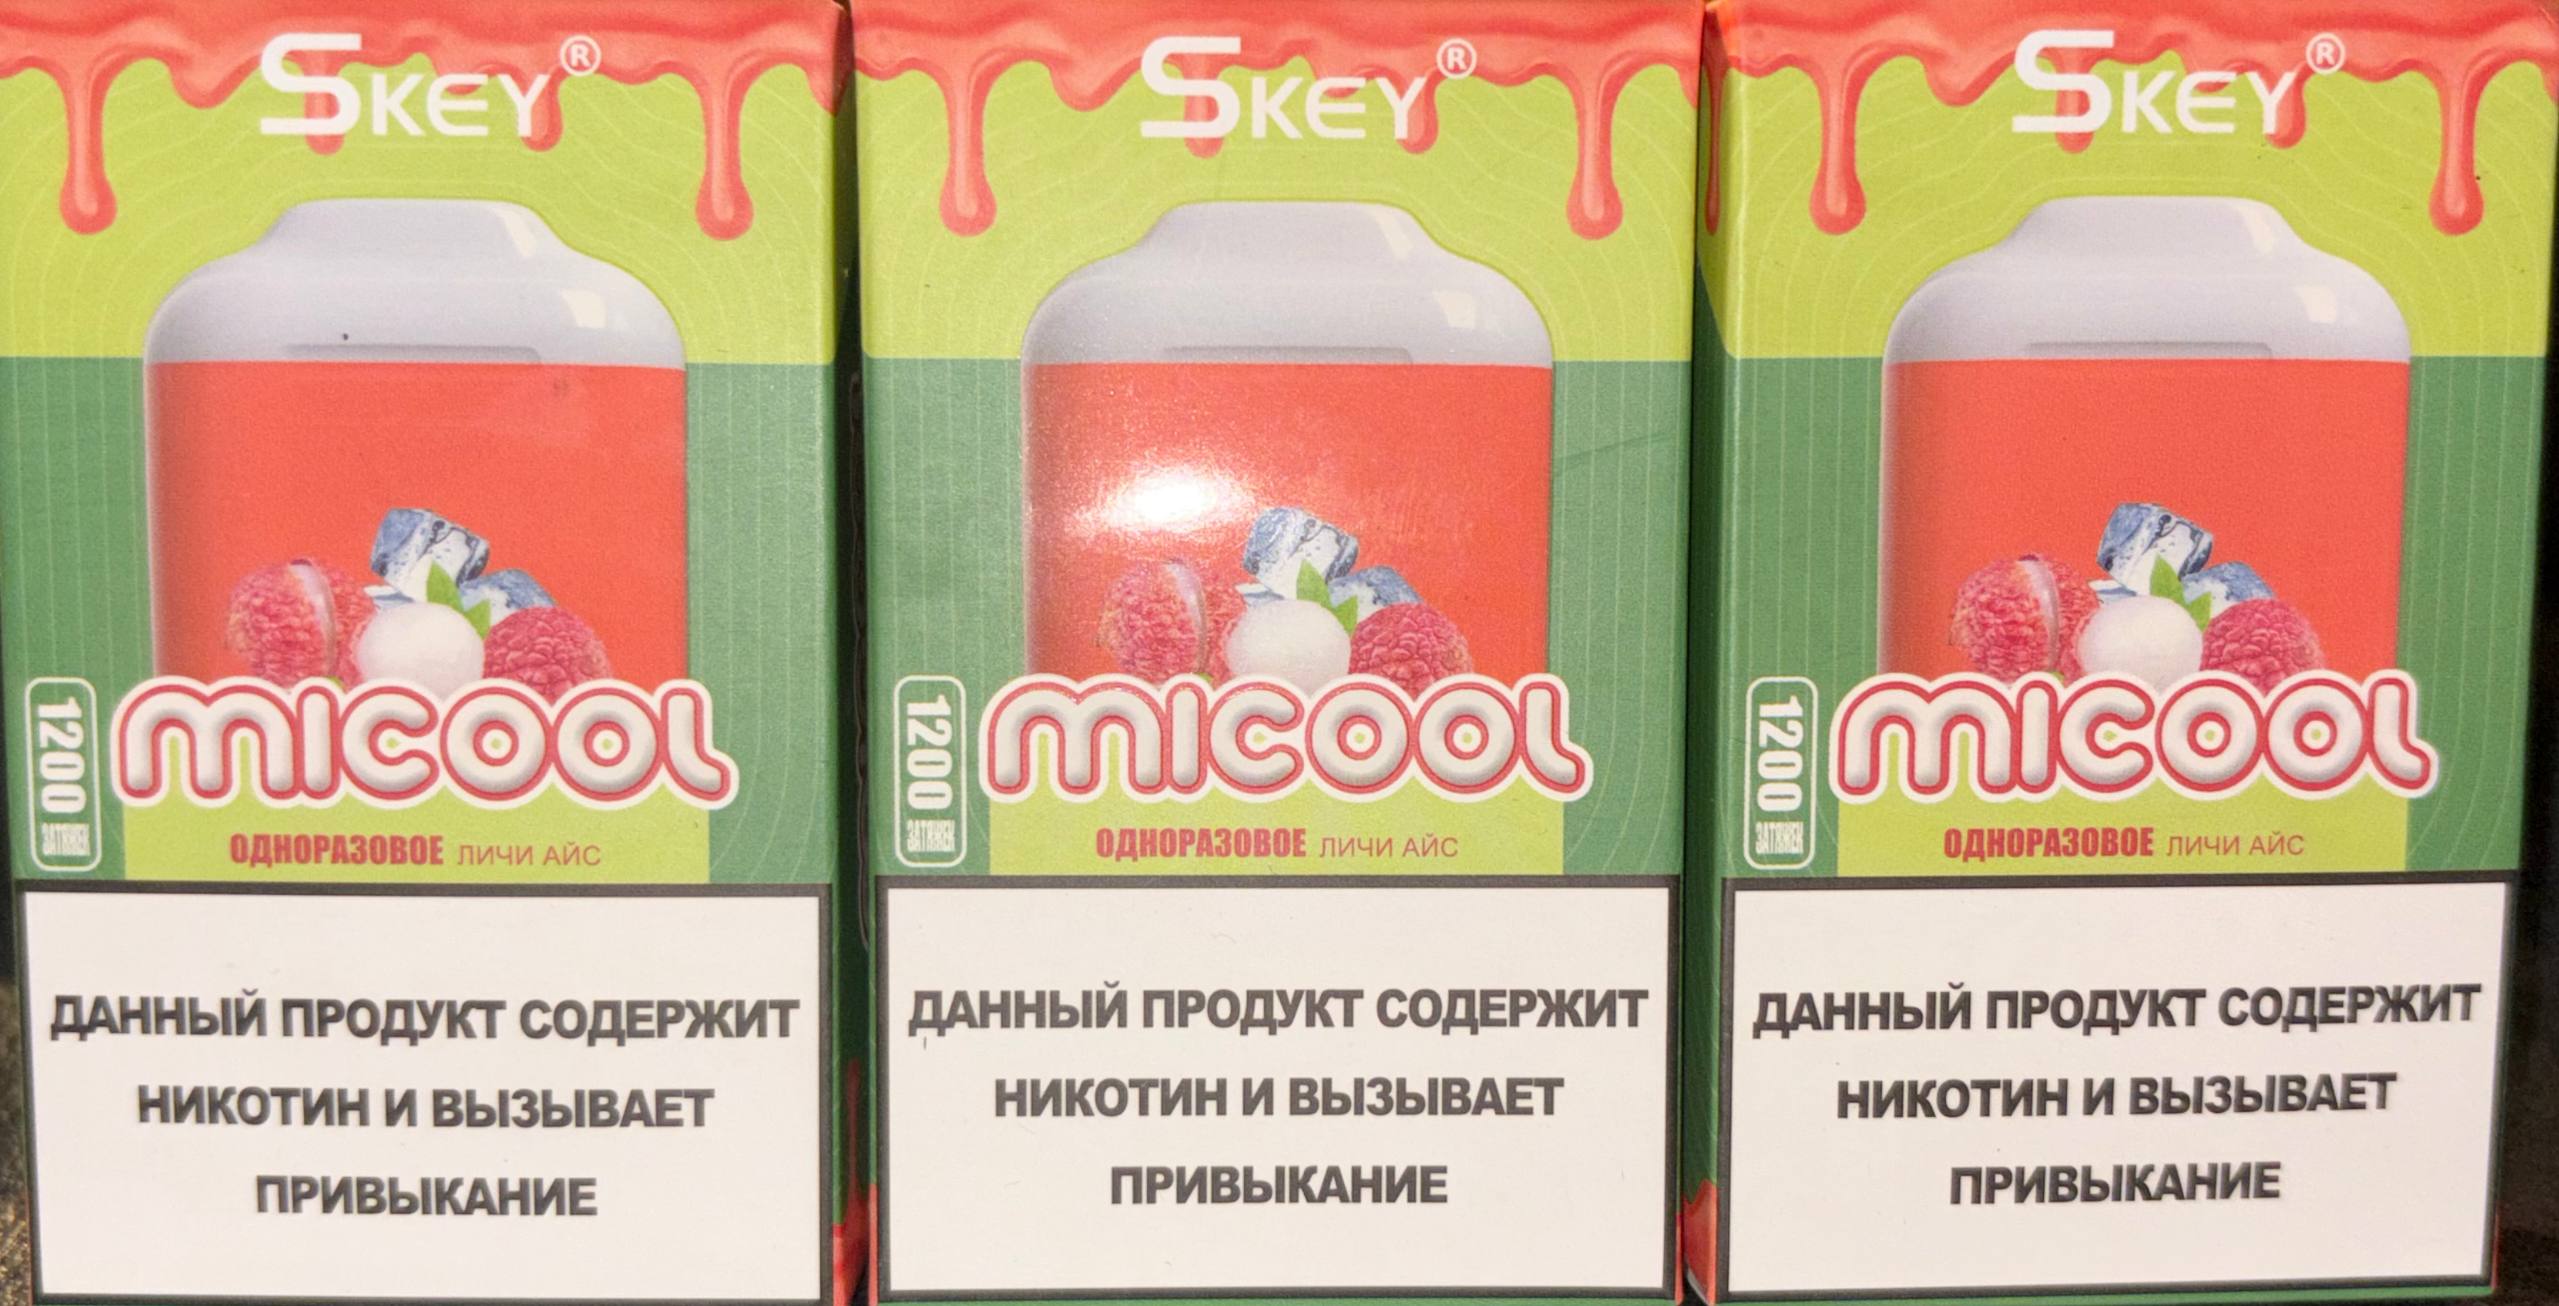 SKEY®
MICOOL
1200 ЗАТЯЖЕК
ОДНОРАЗОВОЕ ЛИЧИ АЙС
ДАННЫЙ ПРОДУКТ СОДЕРЖИТ
НИКОТИН И ВЫЗЫВАЕТ
ПРИВЫКАНИЕ
SKEY®
MICOOL
1200 ЗАТЯЖЕК
ОДНОРАЗОВОЕ ЛИЧИ АЙС
ДАННЫЙ ПРОДУКТ СОДЕРЖИТ
НИКОТИН И ВЫЗЫВАЕТ
ПРИВЫКАНИЕ
SKEY®
MICOOL
1200 ЗАТЯЖЕК
ОДНОРАЗОВОЕ ЛИЧИ АЙС
ДАННЫЙ ПРОДУКТ СОДЕРЖИТ
НИКОТИН И ВЫЗЫВАЕТ
ПРИВЫКАНИЕ